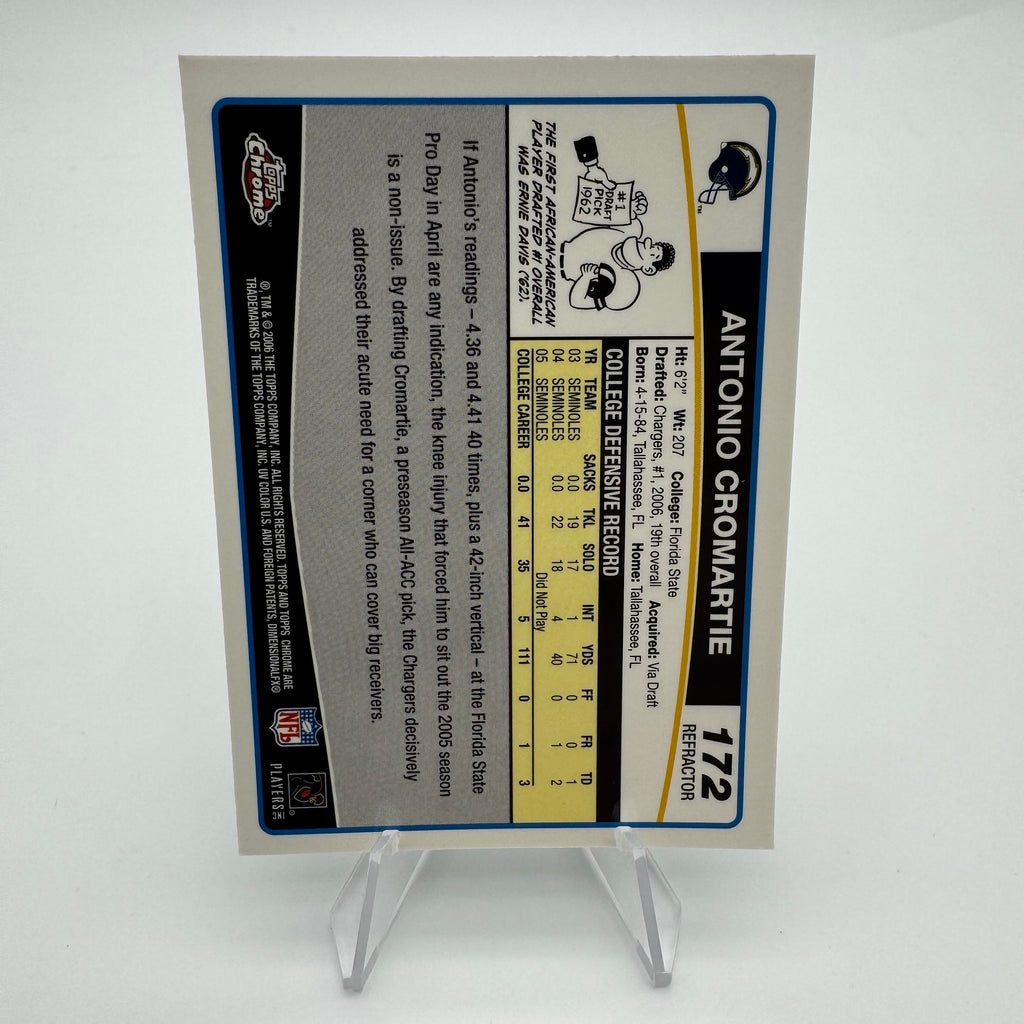 172
REFRACTOR
ANTONIO CROMARTIE
Ht: 6'2" Wt: 207 College: Florida State
Drafted: Chargers, #1, 2006, 19th overall Acquired: Via Draft
Born: 4-15-84, Tallahassee, FL Home: Tallahassee, FL
#1
DRAFT
PICK
1962
THE FIRST AFRICAN-AMERICAN
PLAYER DRAFTED #1 OVERALL
WAS ERNIE DAVIS ('62).
COLLEGE DEFENSIVE RECORD
YR TEAM SACKS TKL SOLO INT YDS FF FR TD
03 SEMINOLES 0.0 19 17 1 71 0 0 1
04 SEMINOLES 0.0 22 18 4 40 0 1 2
05 SEMINOLES Did Not Play
COLLEGE CAREER 0.0 41 35 5 111 0 1 3
If Antonio's readings – 4.36 and 4.41 40 times, plus a 42-inch vertical – at the Florida State
Pro Day in April are any indication, the knee injury that forced him to sit out the 2005 season
is a non-issue. By drafting Cromartie, a preseason All-ACC pick, the Chargers decisively
addressed their acute need for a corner who can cover big receivers.
Topps
Chrome
®, TM & © 2006 THE TOPPS COMPANY, INC. ALL RIGHTS RESERVED. TOPPS AND TOPPS CHROME ARE
TRADEMARKS OF THE TOPPS COMPANY, INC. UV COLOR U.S. AND FOREIGN PATENTS, DIMENSIONALFX®
NFL
PLAYERS INC